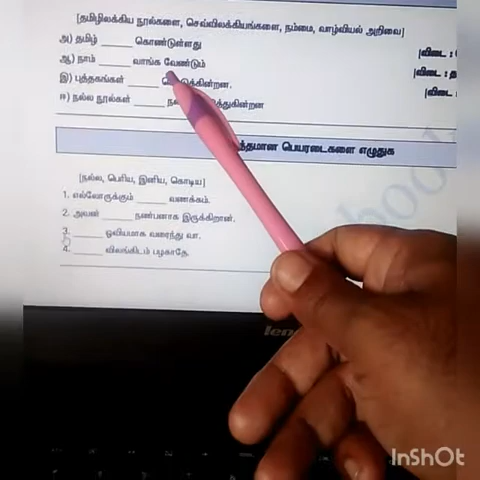 [தமிழிலக்கிய நூல்களை, செவ்விலக்கியங்களை, நம்மை, வாழ்வியல் அறிவை]
அ) தமிழ் ______ கொண்டுள்ளது
[விடை :
ஆ) நாம் ______ வாங்க வேண்டும்
[விடை :
இ) புத்தகங்கள் ______
[விடை
ஈ) நல்ல நூல்கள் ______
பெயரடைகளை எழுதுக
[நல்ல, பெரிய, இனிய, கொடிய]
1. எல்லோருக்கும் ______ வணக்கம்.
2. அவன் ______ நண்பனாக இருக்கிறான்.
3. ______ ஓவியமாக வரைந்து வா.
4. ______ விலங்கிடம் பழகாதே.
InShOt